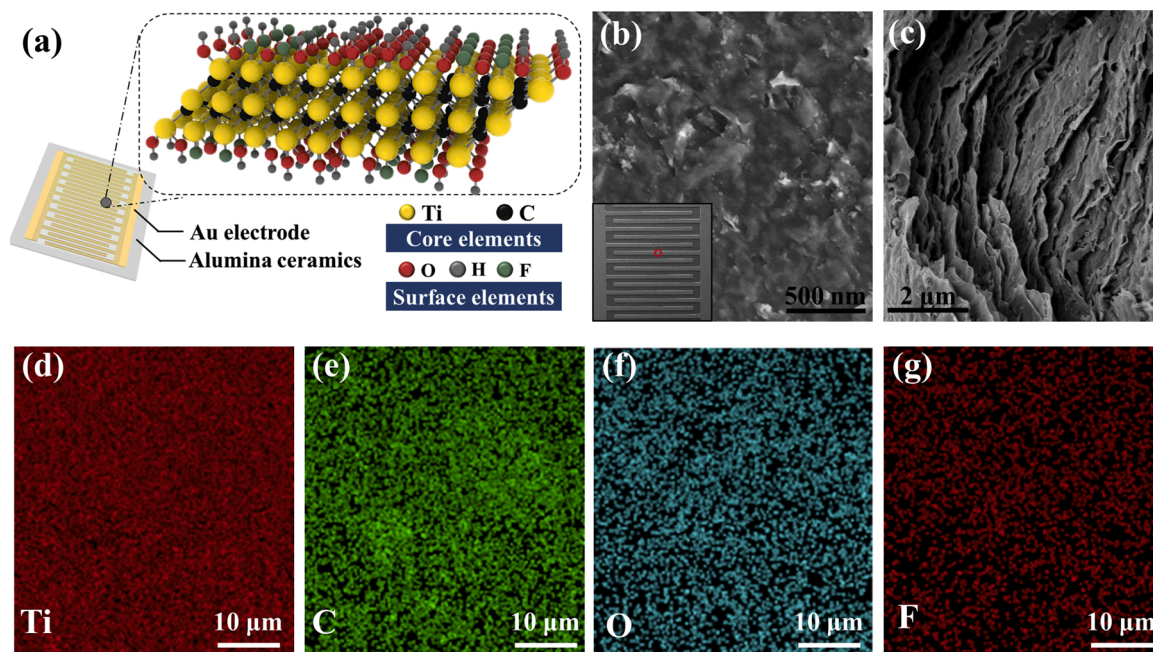 (a)
Au electrode
Alumina ceramics
Ti C
Core elements
O H F
Surface elements
(b)
500 nm
(c)
2 μm
(d)
Ti
10 μm
(e)
C
10 μm
(f)
O
10 μm
(g)
F
10 μm